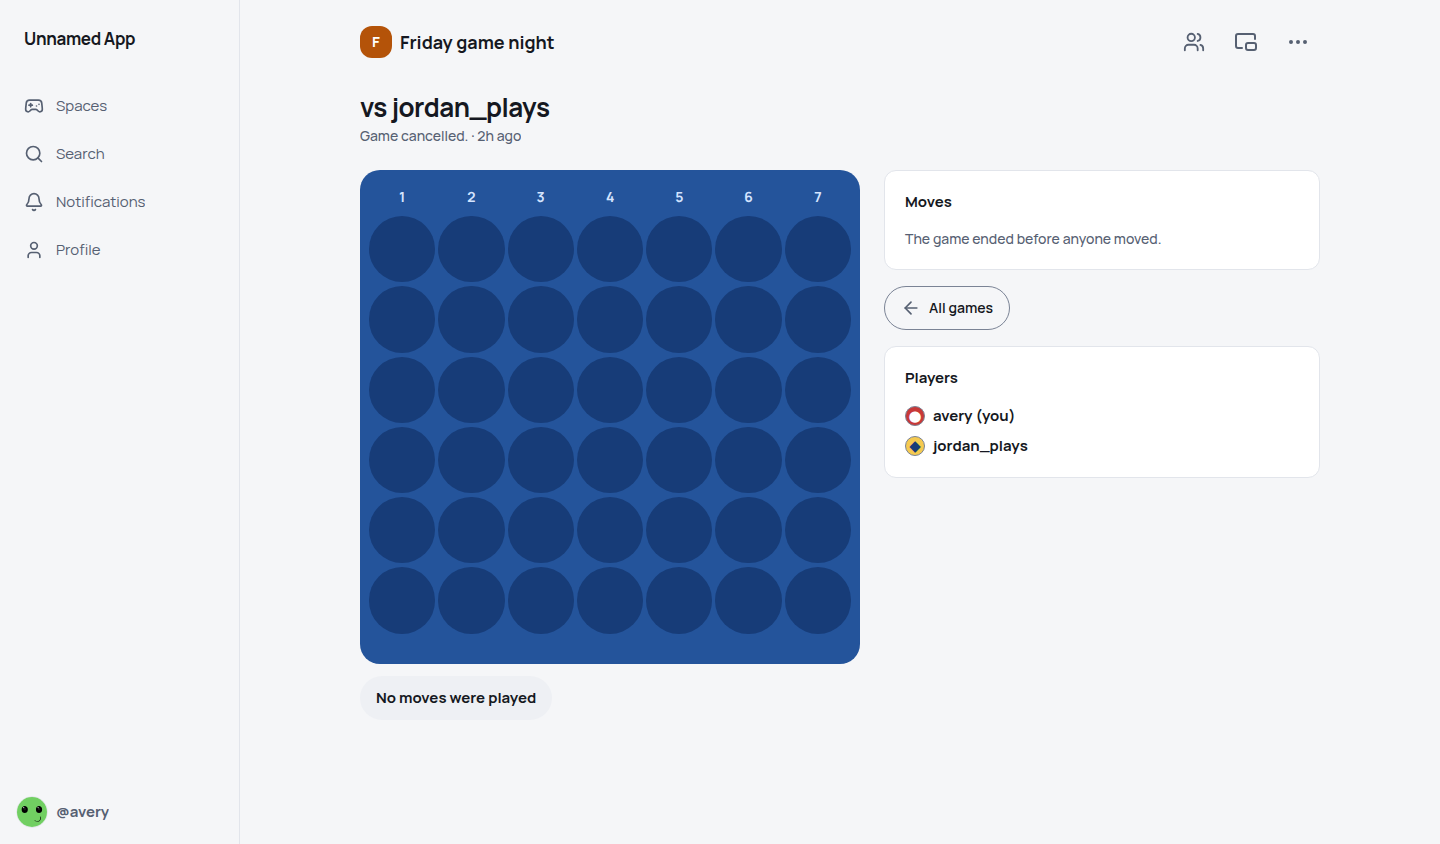 Unnamed App
Spaces
Search
Notifications
Profile
@avery
F
Friday game night
vs jordan_plays
Game cancelled. · 2h ago
1 2 3 4 5 6 7
No moves were played
Moves
The game ended before anyone moved.
All games
Players
avery (you)
jordan_plays